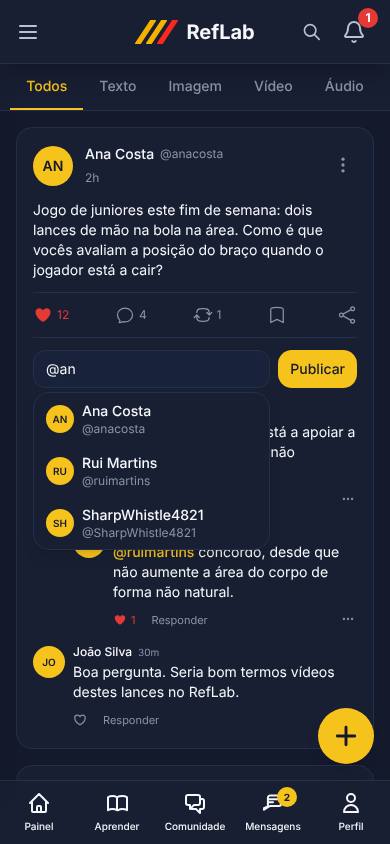 RefLab
1
Todos Texto Imagem Vídeo Áudio
AN
Ana Costa @anacosta
2h
Jogo de juniores este fim de semana: dois
lances de mão na bola na área. Como é que
vocês avaliam a posição do braço quando o
jogador está a cair?
12 4 1
@an
Publicar
AN
Ana Costa
@anacosta
RU
Rui Martins
@ruimartins
SH
SharpWhistle4821
@SharpWhistle4821
stá a apoiar a
não
@ruimartins concordo, desde que
não aumente a área do corpo de
forma não natural.
1 Responder
JO
João Silva 30m
Boa pergunta. Seria bom termos vídeos
destes lances no RefLab.
Responder
2
Painel Aprender Comunidade Mensagens Perfil